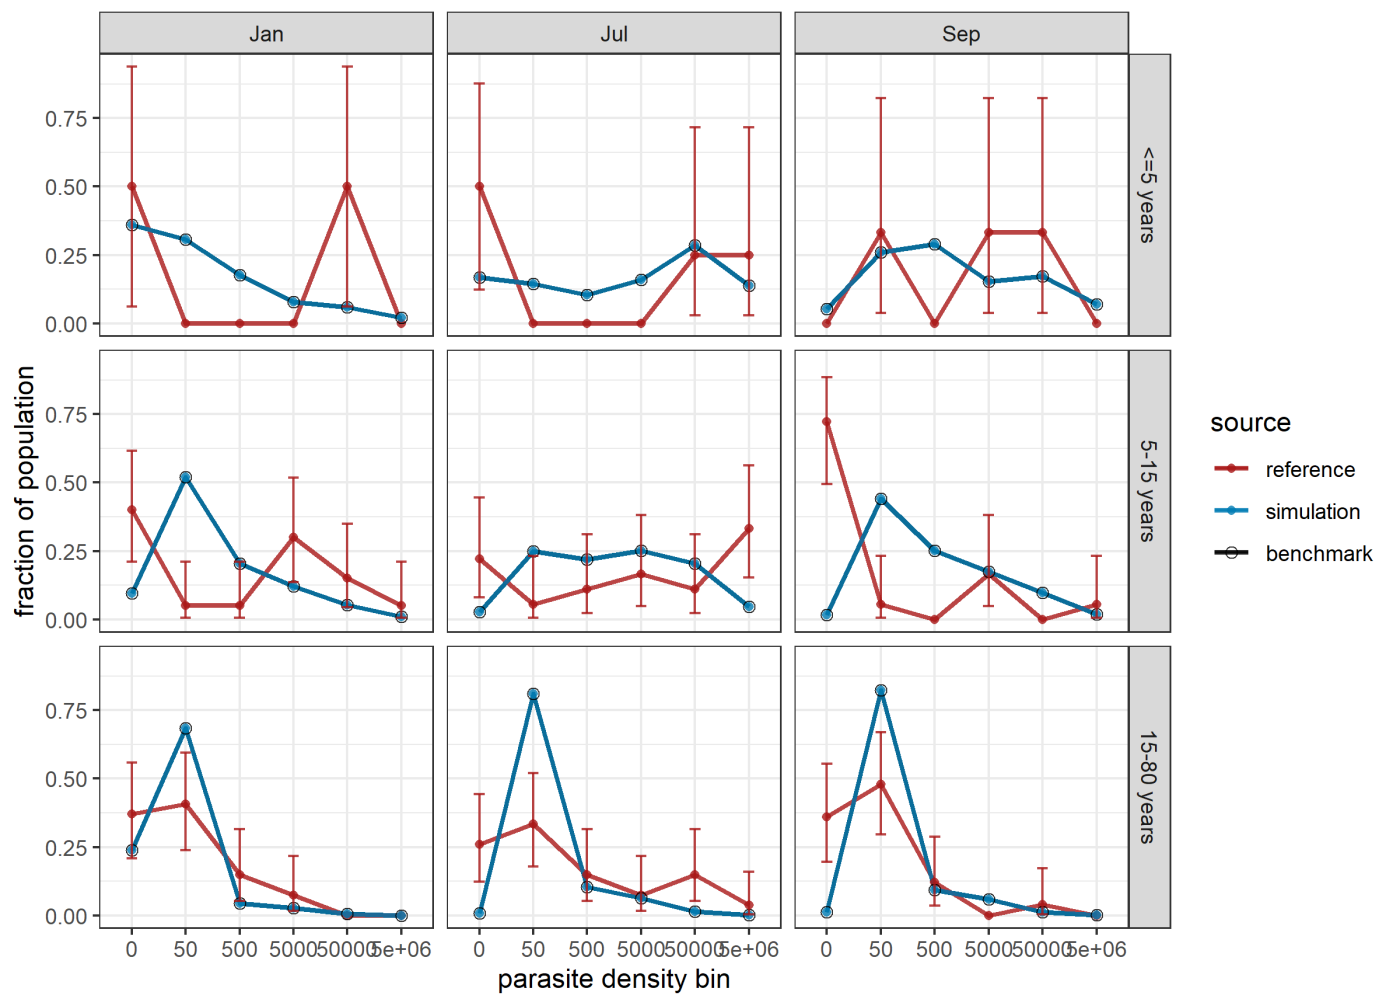 Jan Jul Sep
fraction of population
0.75
0.50
0.25
0.00
<=5 years
0.75
0.50
0.25
0.00
5-15 years
0.75
0.50
0.25
0.00
15-80 years
0 50 500 5000 50000 5e+06
0 50 500 5000 50000 5e+06
0 50 500 5000 50000 5e+06
parasite density bin
source
reference
simulation
benchmark